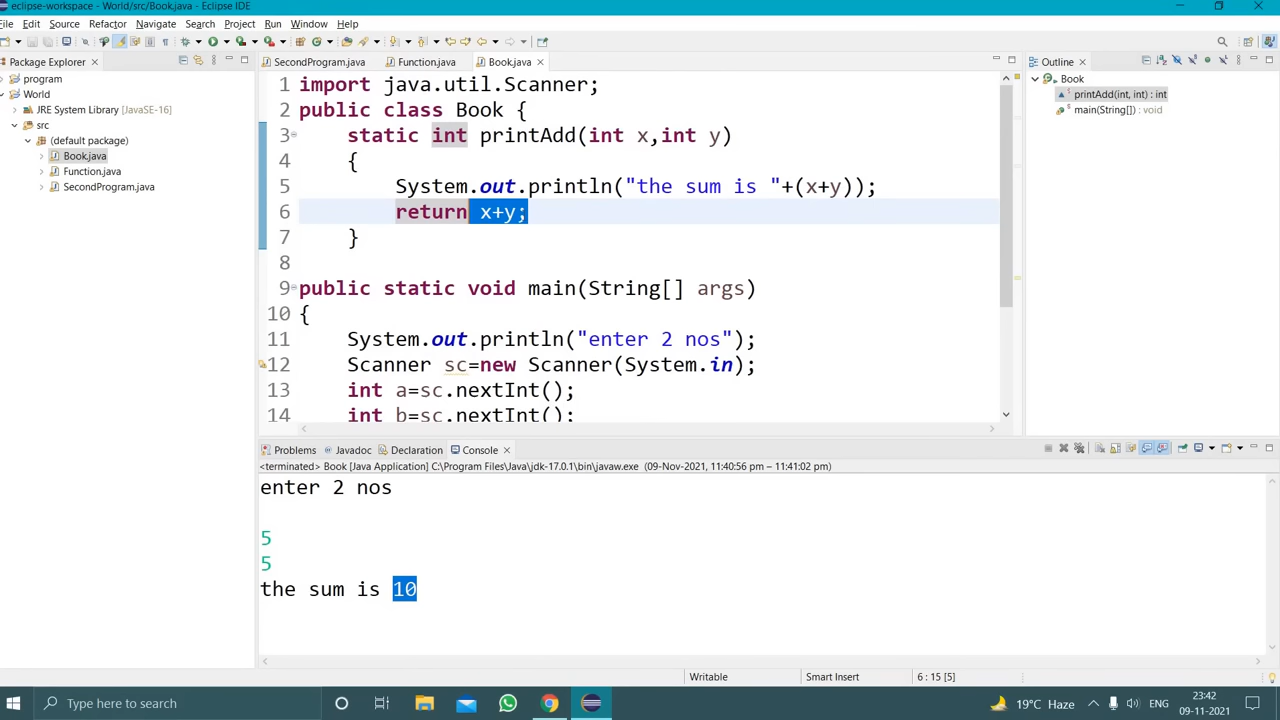 eclipse-workspace - World/src/Book.java - Eclipse IDE
File Edit Source Refactor Navigate Search Project Run Window Help
Package Explorer
SecondProgram.java Function.java Book.java
Outline
program
World
JRE System Library [JavaSE-16]
src
(default package)
Book.java
Function.java
SecondProgram.java
1 import java.util.Scanner;
2 public class Book {
3 static int printAdd(int x,int y)
4 {
5 System.out.println("the sum is "+(x+y));
6 return x+y;
7 }
8
9 public static void main(String[] args)
10 {
11 System.out.println("enter 2 nos");
12 Scanner sc=new Scanner(System.in);
13 int a=sc.nextInt();
14 int b=sc.nextInt();
Book
printAdd(int, int) : int
main(String[]) : void
Problems Javadoc Declaration Console
<terminated> Book [Java Application] C:\Program Files\Java\jdk-17.0.1\bin\javaw.exe (09-Nov-2021, 11:40:56 pm – 11:41:02 pm)
enter 2 nos
5
5
the sum is 10
Writable Smart Insert 6 : 15 [5]
Type here to search
19°C Haze ENG 23:42
09-11-2021